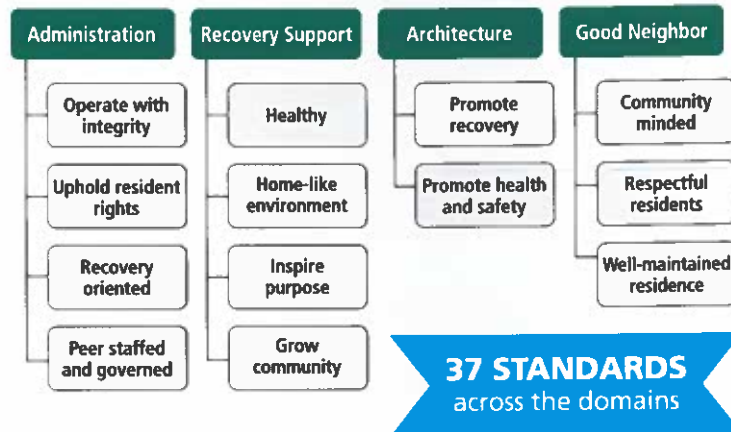 Administration
Operate with
integrity
Uphold resident
rights
Recovery
oriented
Peer staffed
and governed
Recovery Support
Healthy
Home-like
environment
Inspire
purpose
Grow
community
Architecture
Promote
recovery
Promote health
and safety
Good Neighbor
Community
minded
Respectful
residents
Well-maintained
residence
37 STANDARDS
across the domains